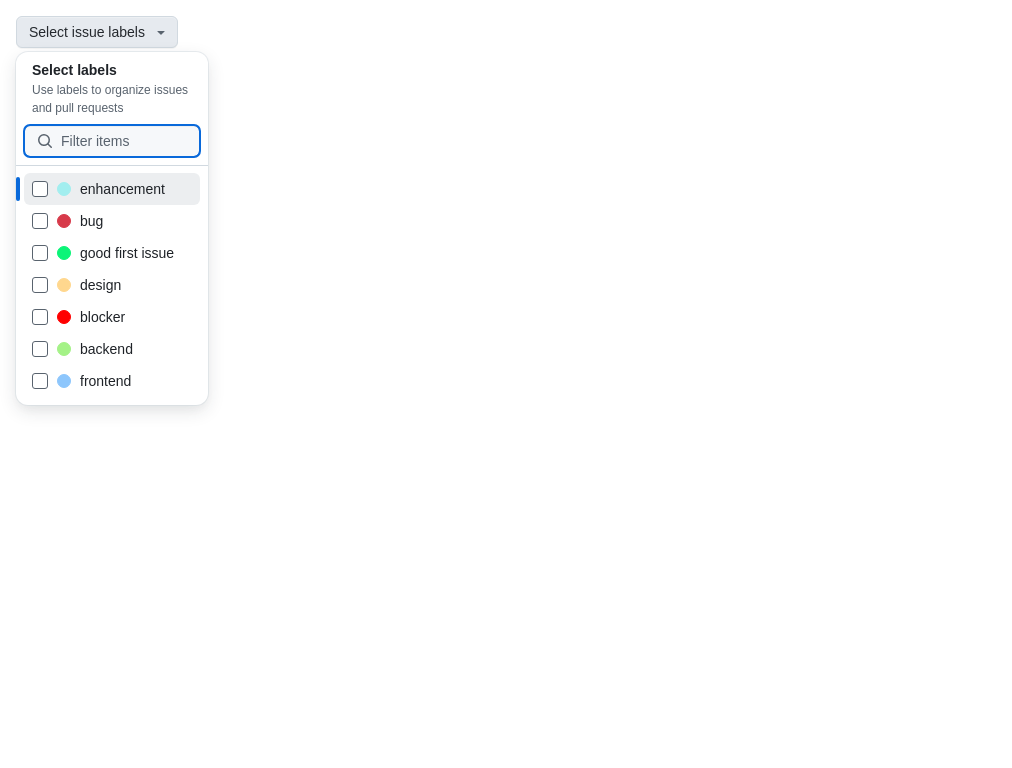 Select issue labels
Select labels
Use labels to organize issues
and pull requests
Filter items
enhancement
bug
good first issue
design
blocker
backend
frontend